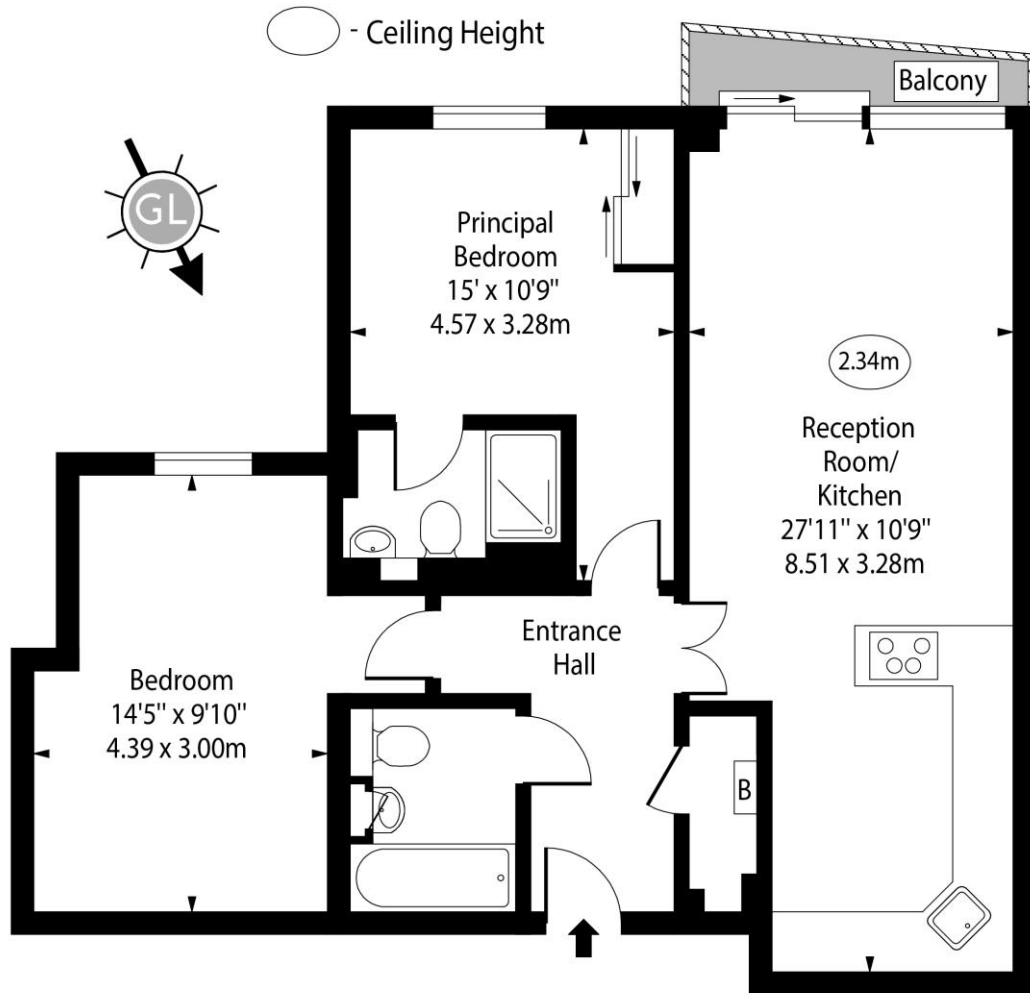 - Ceiling Height
Balcony
GL
Principal
Bedroom
15' x 10'9"
4.57 x 3.28m
2.34m
Reception
Room/
Kitchen
27'11" x 10'9"
8.51 x 3.28m
Entrance
Hall
Bedroom
14'5" x 9'10"
4.39 x 3.00m
B